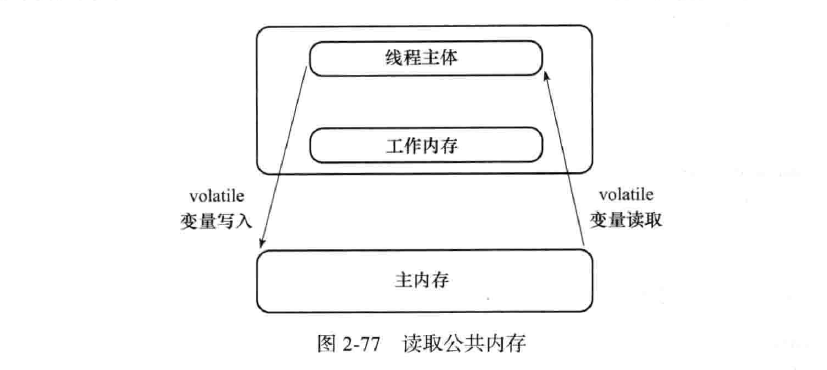 线程主体
工作内存
volatile
变量写入
volatile
变量读取
主内存
图 2-77 读取公共内存